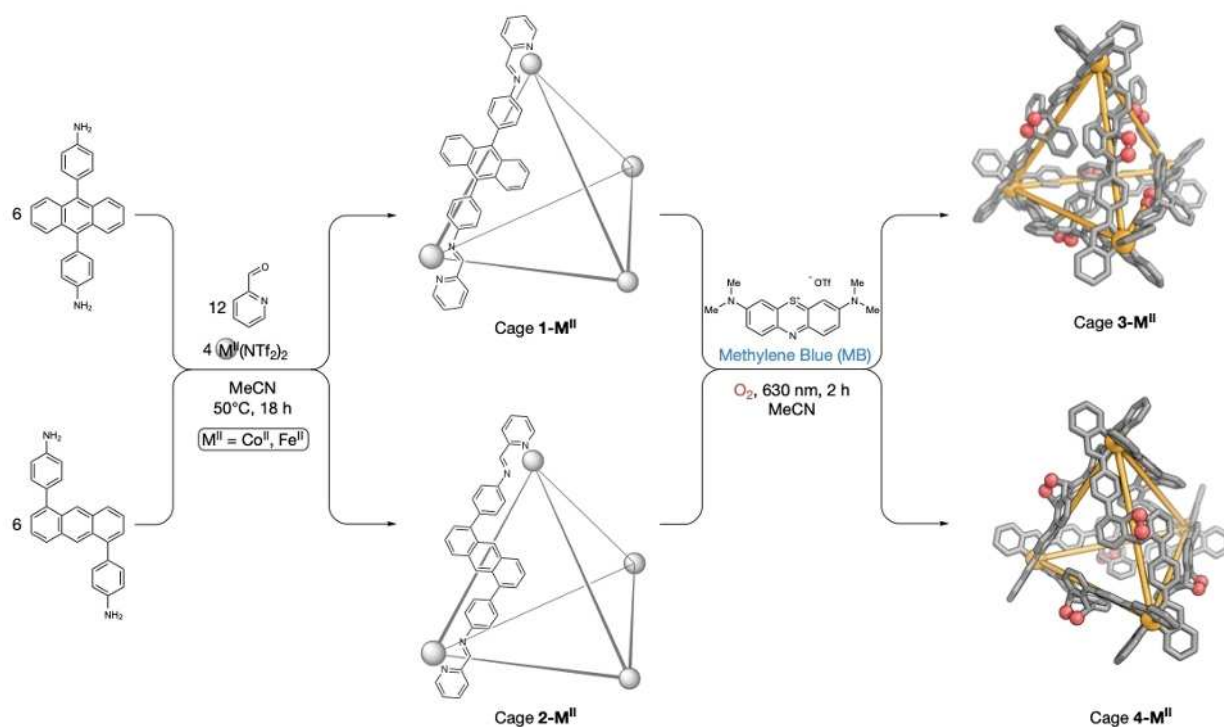 NH₂
6
NH₂
NH₂
6
NH₂
O
12
N
4 Mᴵᴵ(NTf₂)₂
MeCN
50°C, 18 h
Mᴵᴵ = Coᴵᴵ, Feᴵᴵ
N
N
N
N
Cage 1-Mᴵᴵ
N
N
N
N
Cage 2-Mᴵᴵ
⁻OTf
Me
Me
N
S⁺
N
Me
Me
N
Methylene Blue (MB)
O₂, 630 nm, 2 h
MeCN
Cage 3-Mᴵᴵ
Cage 4-Mᴵᴵ